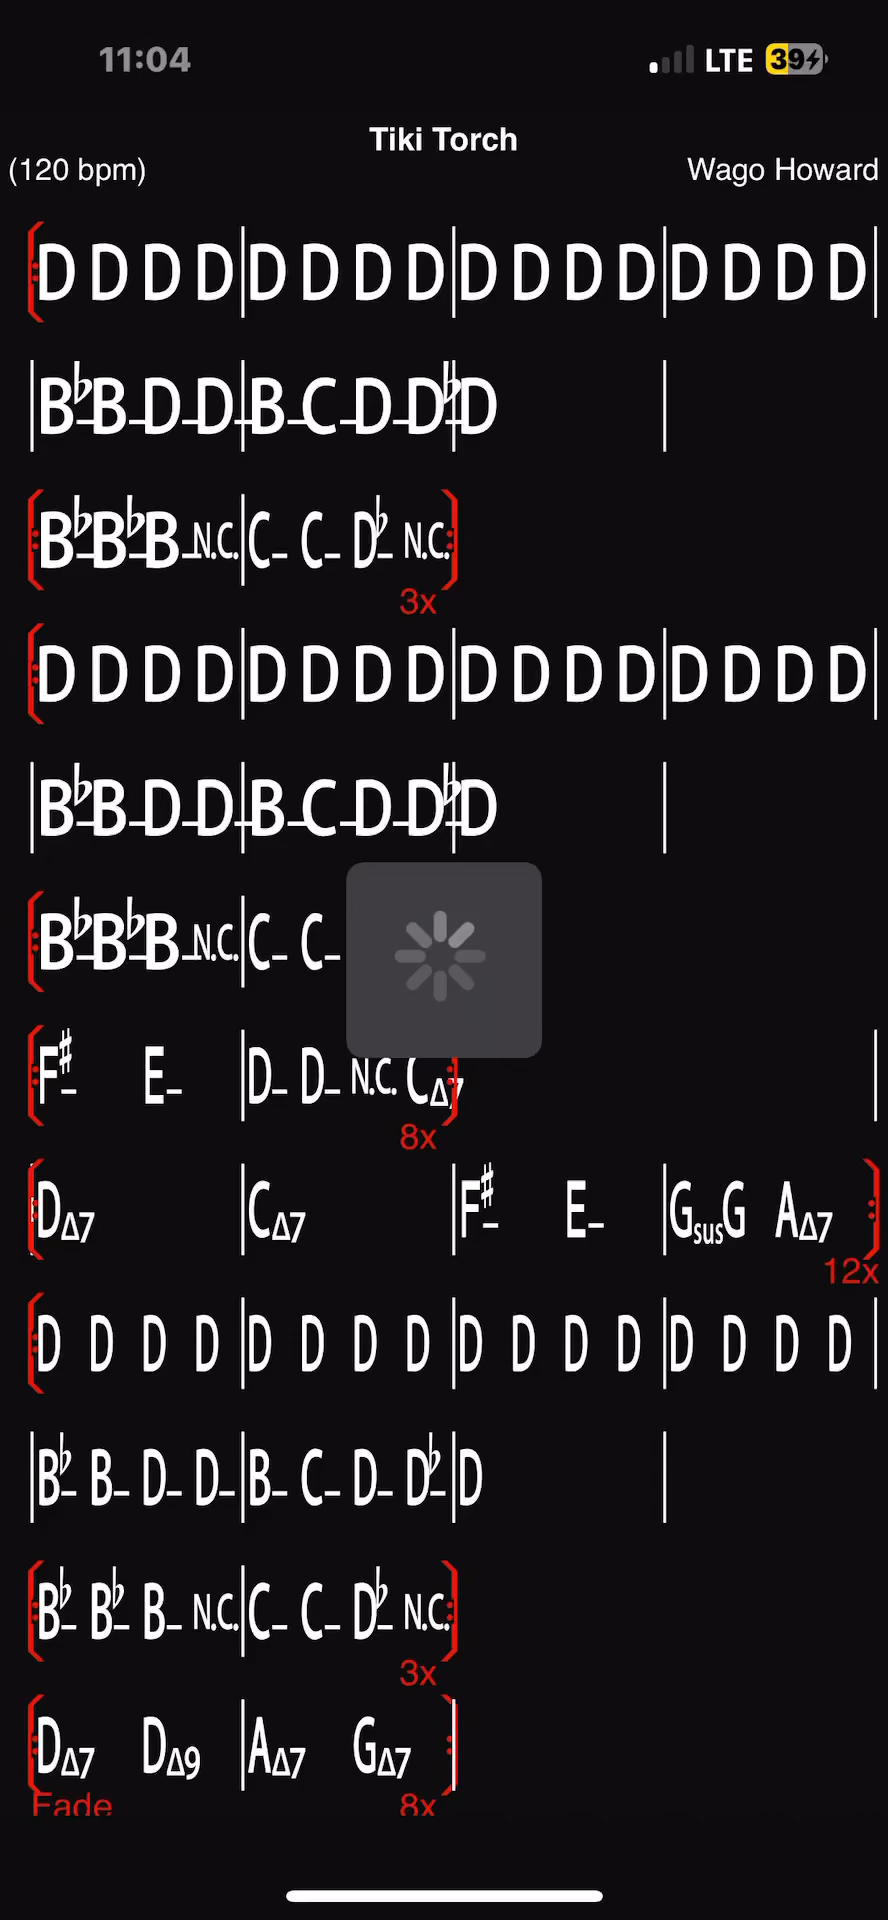 11:04 LTE 39
Tiki Torch
(120 bpm) Wago Howard
D D D D | D D D D | D D D D | D D D D |
| B♭– B– D– D– | B– C– D– D♭– | D |
B♭– B♭– B– N.C. | C– C– D♭– N.C.
3x
D D D D | D D D D | D D D D | D D D D |
| B♭– B– D– D– | B– C– D– D♭– | D |
B♭– B♭– B– N.C. | C– C–
F♯– E– | D– D– N.C. CΔ7 |
8x
DΔ7 | CΔ7 | F♯– E– | Gsus G AΔ7
12x
D D D D | D D D D | D D D D | D D D D |
| B♭– B– D– D– | B– C– D– D♭– | D |
B♭– B♭– B– N.C. | C– C– D♭– N.C.
3x
DΔ7 DΔ9 | AΔ7 GΔ7 |
Fade 8x